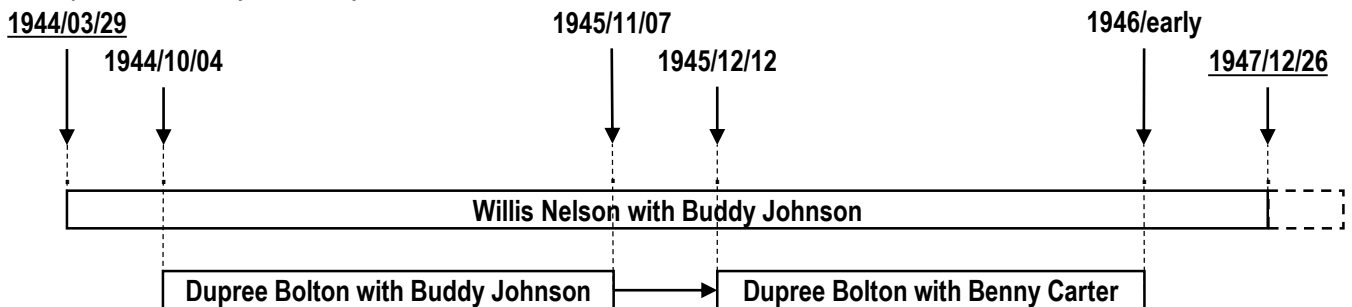 1944/03/29 1945/11/07 1946/early
1944/10/04 1945/12/12 1947/12/26
Willis Nelson with Buddy Johnson
Dupree Bolton with Buddy Johnson Dupree Bolton with Benny Carter